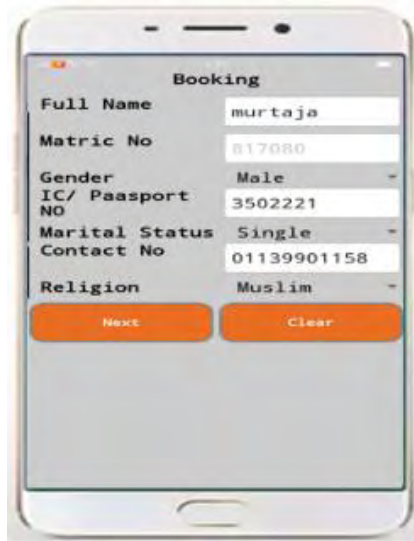 Booking
Full Name murtaja
Matric No 817080
Gender Male
IC/ Paasport
NO 3502221
Marital Status Single
Contact No 01139901158
Religion Muslim
Next Clear